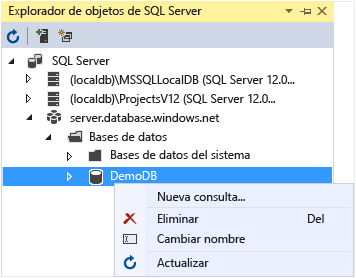 Explorador de objetos de SQL Server
SQL Server
(localdb)\MSSQLLocalDB (SQL Server 12.0...
(localdb)\ProjectsV12 (SQL Server 12.0...
server.database.windows.net
Bases de datos
Bases de datos del sistema
DemoDB
Nueva consulta...
Eliminar Del
Cambiar nombre
Actualizar